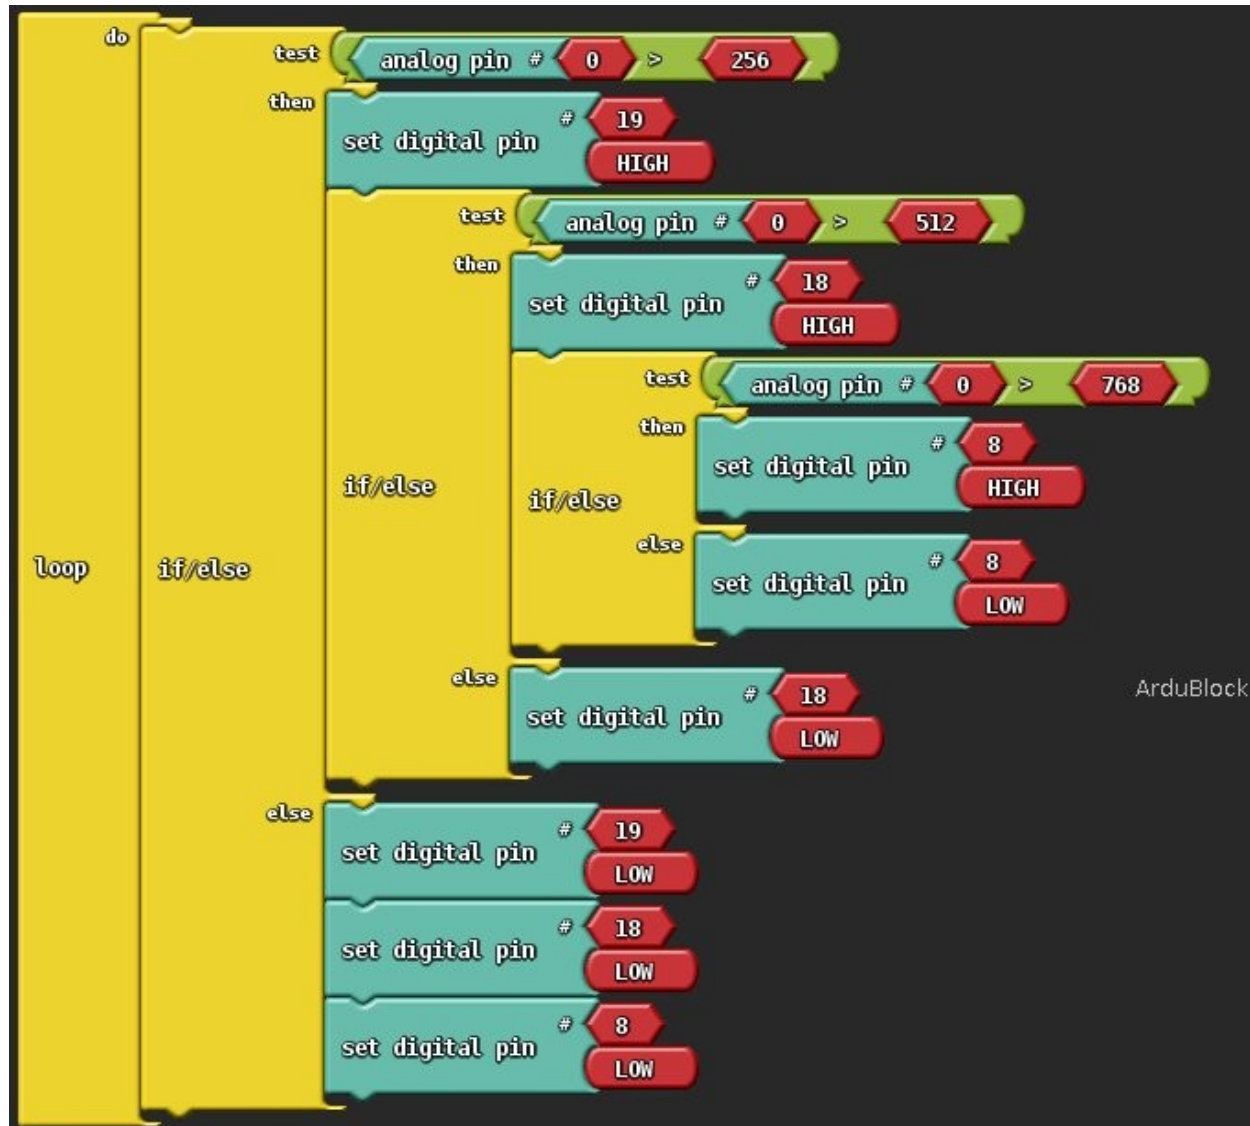 do
test analog pin # 0 > 256
then
set digital pin # 19
HIGH
test analog pin # 0 > 512
then
set digital pin # 18
HIGH
test analog pin # 0 > 768
then
set digital pin # 8
HIGH
loop
if/else
if/else
if/else
else
set digital pin # 8
LOW
else
set digital pin # 18
LOW
ArduBlock
else
set digital pin # 19
LOW
set digital pin # 18
LOW
set digital pin # 8
LOW